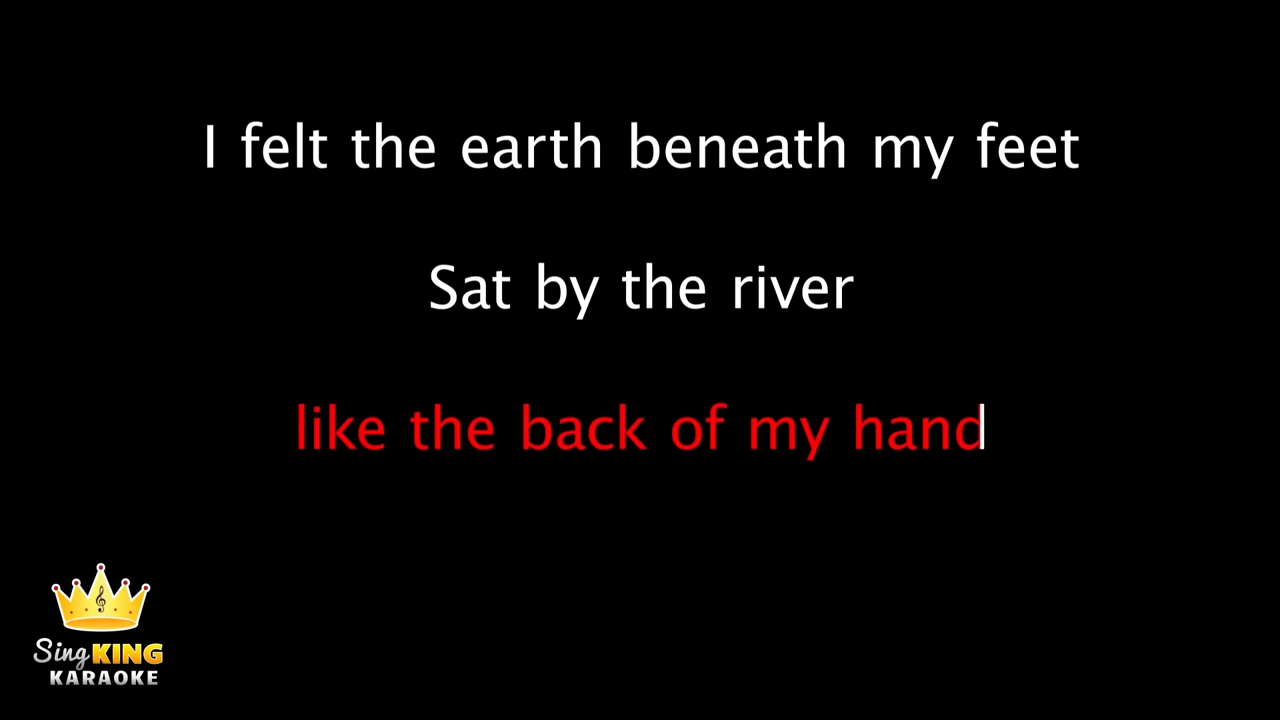 I felt the earth beneath my feet
Sat by the river
like the back of my hand
Sing KING
KARAOKE